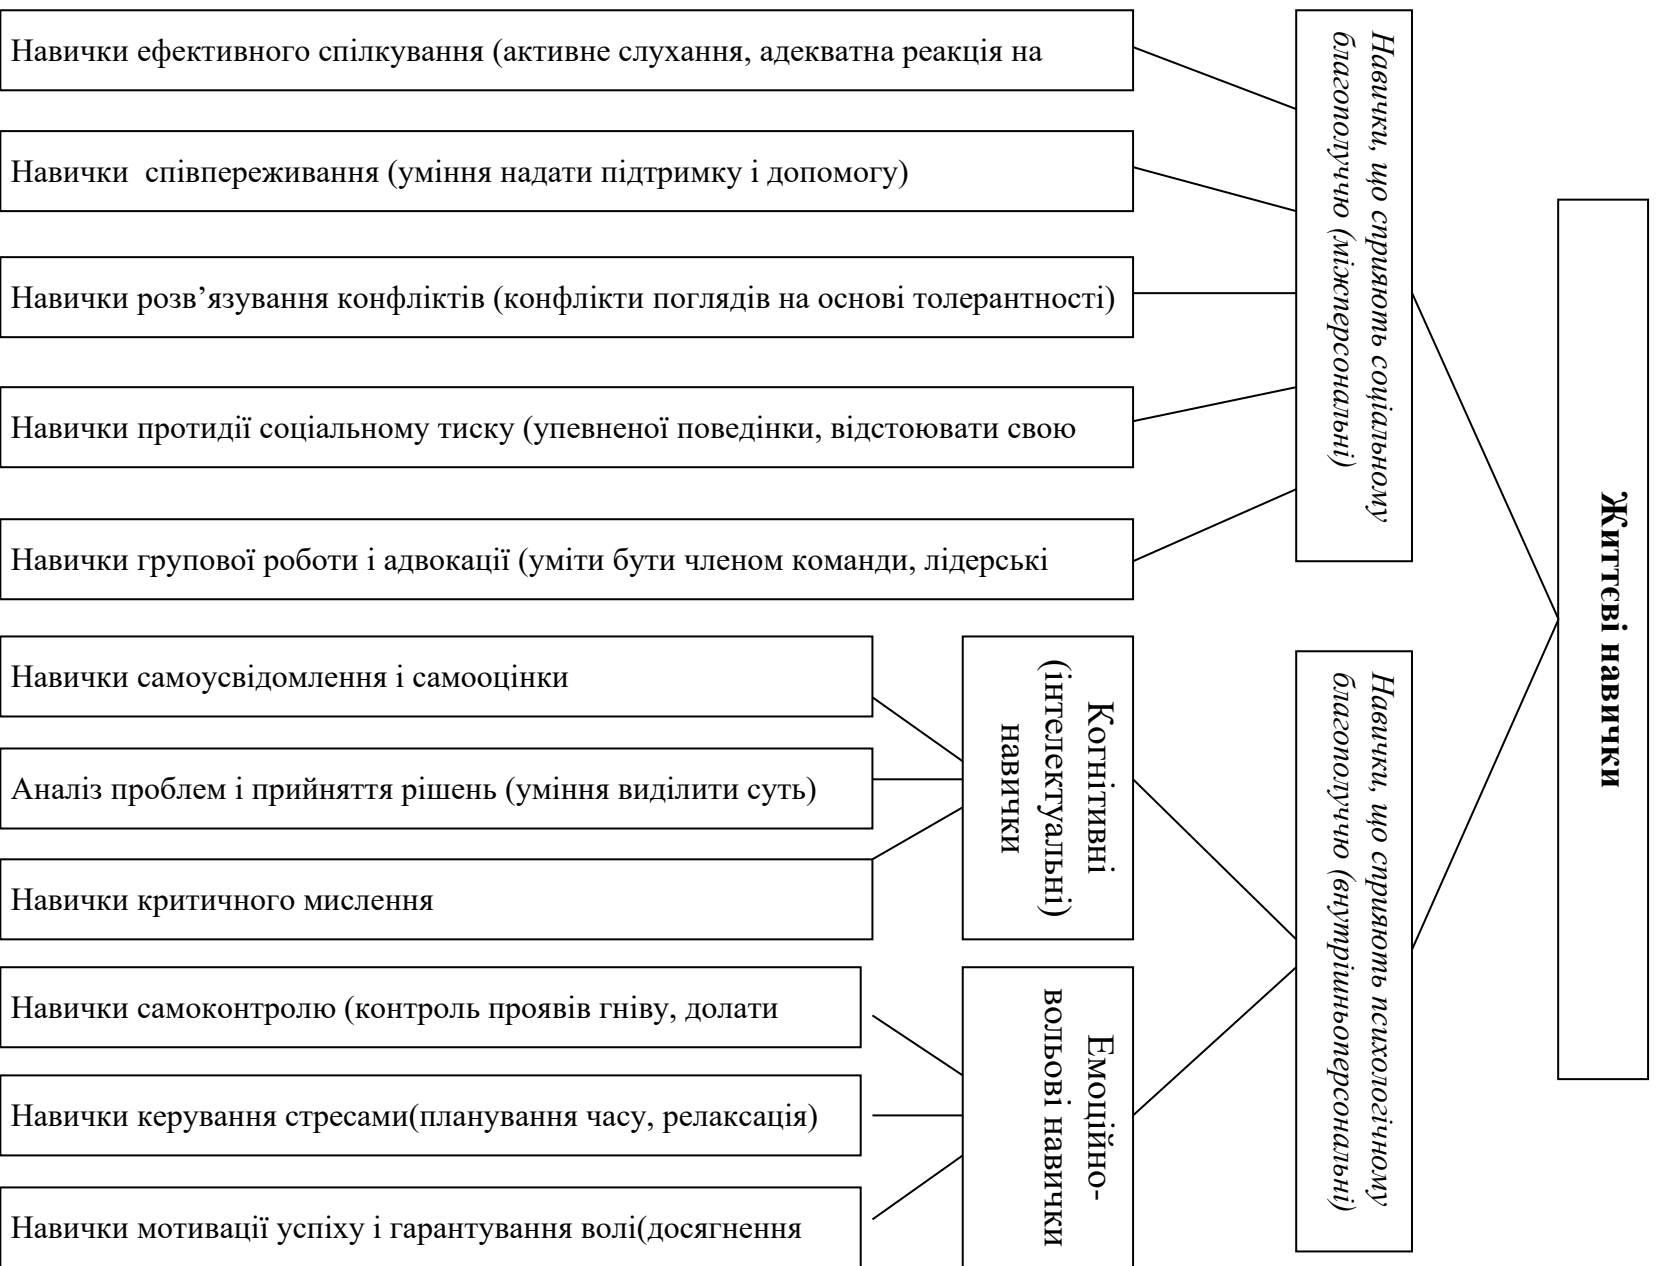 Навички ефективного спілкування (активне слухання, адекватна реакція на
Навички  співпереживання (уміння надати підтримку і допомогу)
Навички розв’язування конфліктів (конфлікти поглядів на основі толерантності)
Навички протидії соціальному тиску (упевненої поведінки, відстоювати свою
Навички групової роботи і адвокації (уміти бути членом команди, лідерські
Навички, що сприяють соціальному
благополуччю (міжперсональні)
Навички самоусвідомлення і самооцінки
Аналіз проблем і прийняття рішень (уміння виділити суть)
Навички критичного мислення
Когнітивні
(інтелектуальні)
навички
Навички самоконтролю (контроль проявів гніву, долати
Навички керування стресами(планування часу, релаксація)
Навички мотивації успіху і гарантування волі(досягнення
Емоційно-
вольові навички
Навички, що сприяють психологічному
благополуччю (внутрішньоперсональні)
Життєві навички